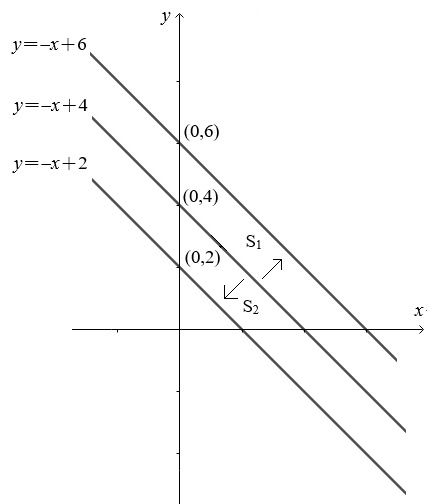 y
y=–x+6
y=–x+4
(0,6)
y=–x+2
(0,4)
S₁
(0,2)
S₂
x